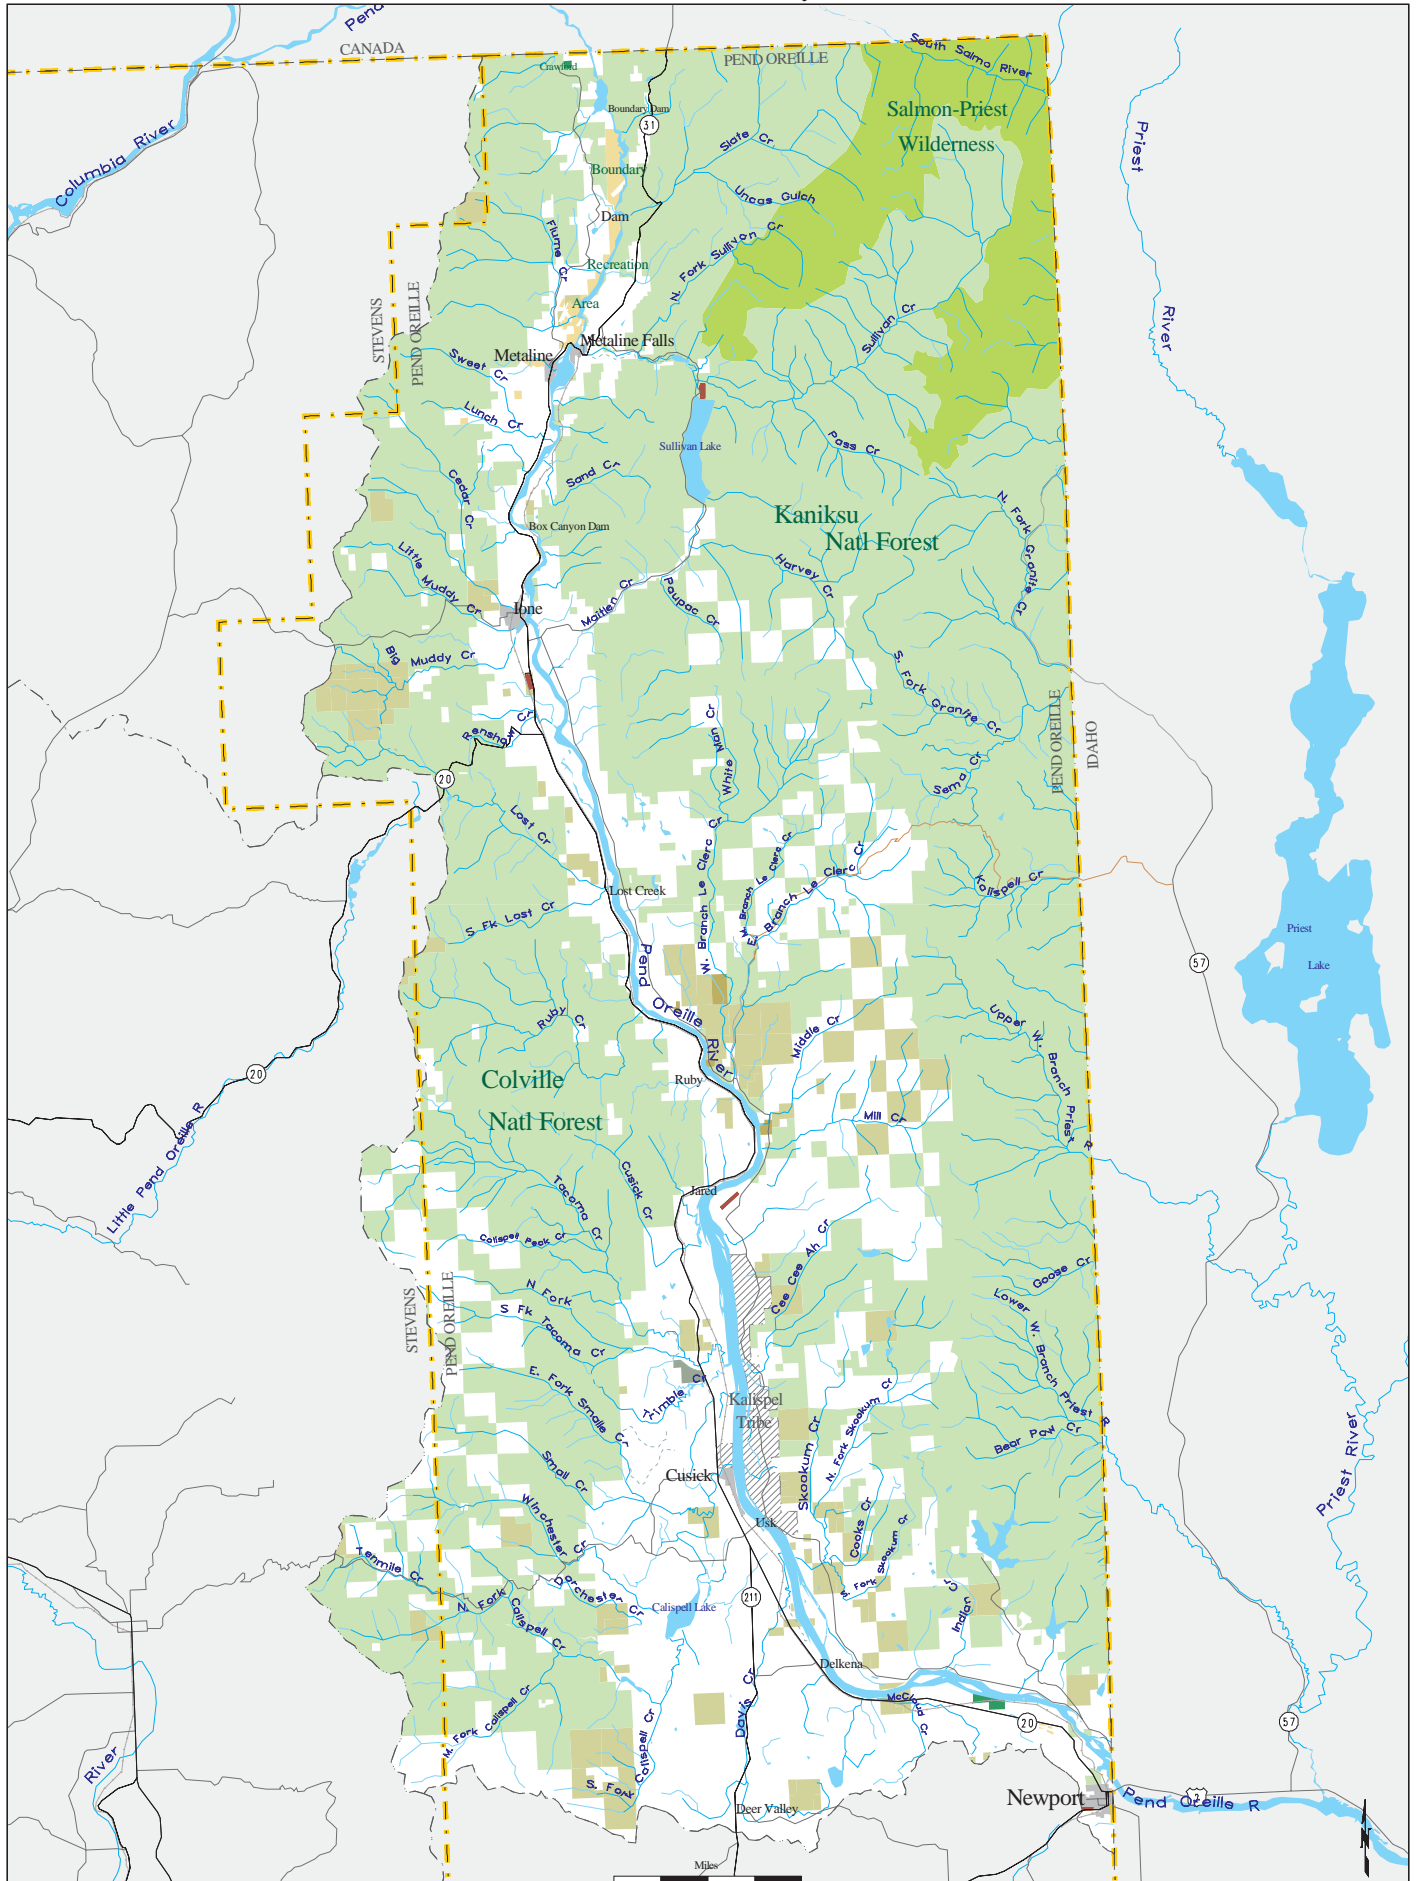 Pend
CANADA
PEND OREILLE
South Salmo River
Crawford
Columbia River
Boundary Dam
31
Salmon-Priest
Wilderness
Priest
River
Slate Cr
Boundary
Dam
Recreation
Area
Uncas Gulch
Flume Cr
N. Fork Sullivan Cr
STEVENS
PEND OREILLE
Sullivan Cr
Metaline Falls
Metaline
Sweet Cr
Lunch Cr
Sullivan Lake
Pass Cr
Sand Cr
Cedar Cr
Kaniksu
Natl Forest
N. Fork Granite Cr
Box Canyon Dam
Little Muddy Cr
Harvey Cr
Paupac Cr
Maitlen Cr
Ione
Big Muddy Cr
S. Fork Granite Cr
PEND OREILLE
IDAHO
Renshaw Cr
White Man Cr
20
Sema Cr
Lost Cr
W. Branch Le Clerc Cr
W Branch Le Clerc Cr
E. Branch Le Clerc Cr
Kalispell Cr
Lost Creek
S Fk Lost Cr
Priest
Lake
57
Pend Oreille River
Ruby Cr
Middle Cr
Upper W. Branch Priest R
20
Colville
Natl Forest
Ruby
Mill Cr
Little Pend Oreille R
Cusick Cr
Tacoma Cr
Jared
Calispell Peak Cr
Cee Cee Ah Cr
Goose Cr
N Fork
S Fk Tacoma Cr
STEVENS
PEND OREILLE
Lower W. Branch Priest R
E. Fork Smalle Cr
Trimble Cr
Kalispel
Tribe
Skookum Cr
N. Fork Skookum Cr
Bear Paw Cr
Priest River
Small Cr
Cusick
Winchester Cr
Usk
Cooks Cr
S. Fork Skookum Cr
Tenmile Cr
Dorchester Cr
N. Fork Calispell Cr
Calispell Lake
211
Indian Cr
Delkena
McCloud Cr
Davis Cr
M. Fork Calispell Cr
S. Fork Calispell Cr
20
57
River
Deer Valley
Newport
Pend Oreille R
2
N
Miles